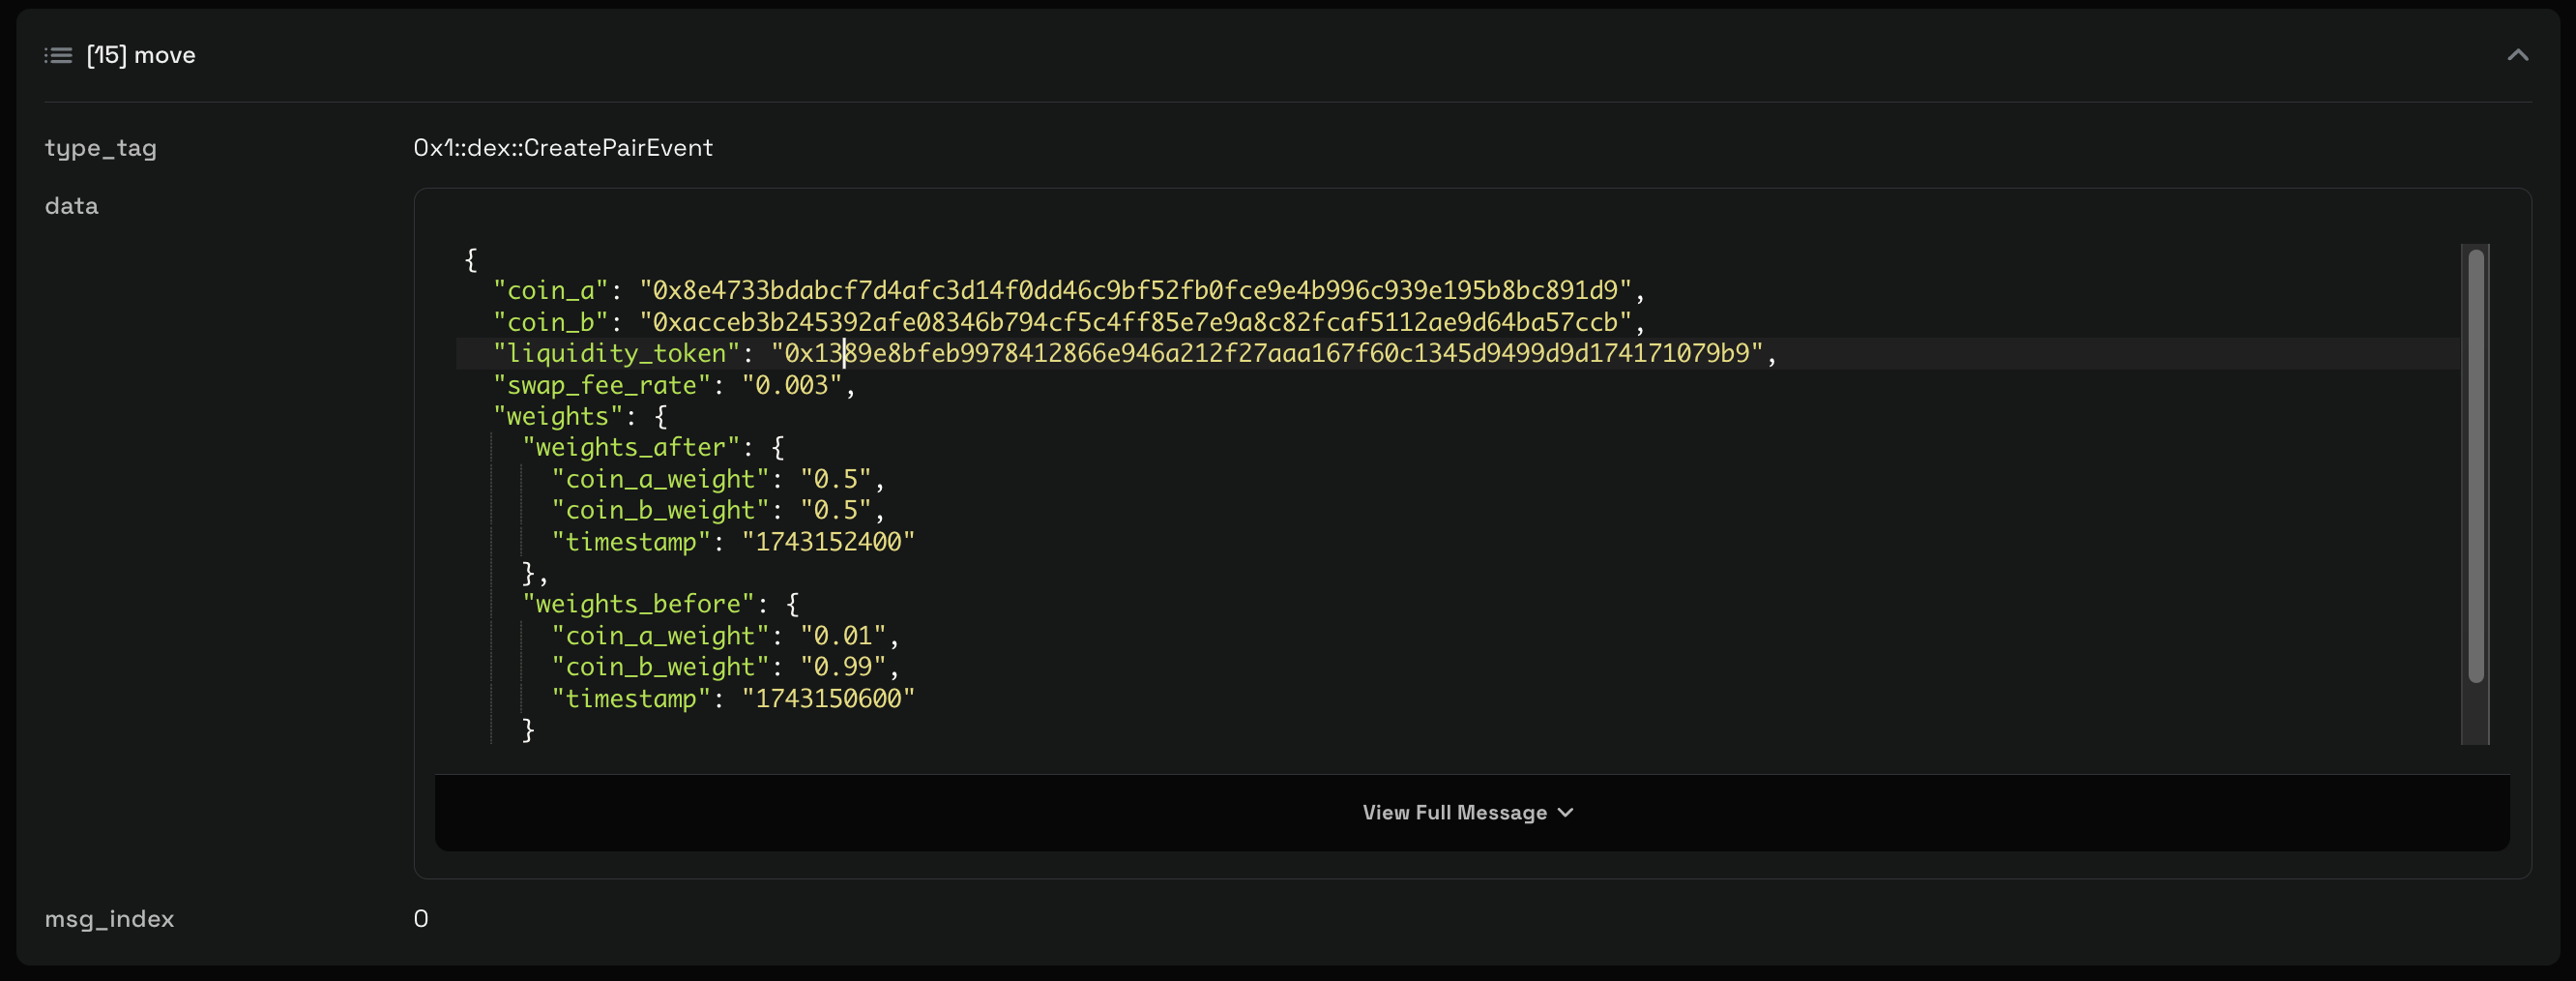 [15] move
type_tag
0x1::dex::CreatePairEvent
data
{
"coin_a": "0x8e4733bdabcf7d4afc3d14f0dd46c9bf52fb0fce9e4b996c939e195b8bc891d9",
"coin_b": "0xacceb3b245392afe08346b794cf5c4ff85e7e9a8c82fcaf5112ae9d64ba57ccb",
"liquidity_token": "0x1389e8bfeb9978412866e946a212f27aaa167f60c1345d9499d9d174171079b9",
"swap_fee_rate": "0.003",
"weights": {
"weights_after": {
"coin_a_weight": "0.5",
"coin_b_weight": "0.5",
"timestamp": "1743152400"
},
"weights_before": {
"coin_a_weight": "0.01",
"coin_b_weight": "0.99",
"timestamp": "1743150600"
}
View Full Message
msg_index
0